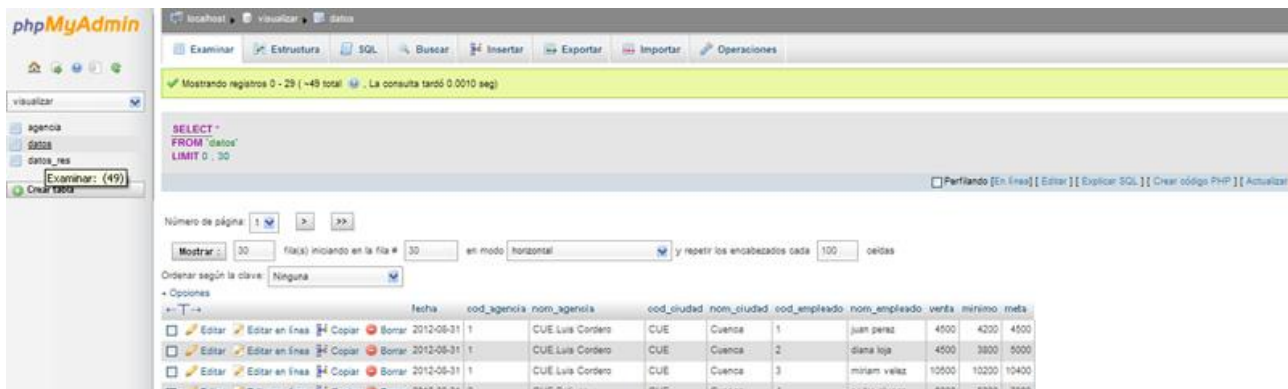 phpMyAdmin
localhost visualizar datos
Examinar Estructura SQL Buscar Insertar Exportar Importar Operaciones
Mostrando registros 0 - 29 ( ~49 total , La consulta tardó 0.0010 seg)
visualizar
agencia
datos
datos_res
Examinar: (49)
Crear tabla
SELECT *
FROM `datos`
LIMIT 0 , 30
Perfilando [En línea] [ Editar ] [ Explicar SQL ] [ Crear código PHP ] [ Actualizar
Número de página: 1 > >>
Mostrar : 30 fila(s) iniciando en la fila # 30 en modo horizontal y repetir los encabezados cada 100 celdas
Ordenar según la clave: Ninguna
+ Opciones
←T→ fecha cod_agencia nom_agencia cod_ciudad nom_ciudad cod_empleado nom_empleado venta minimo meta
Editar Editar en línea Copiar Borrar 2012-08-31 1 CUE.Luis Cordero CUE Cuenca 1 juan perez 4500 4200 4500
Editar Editar en línea Copiar Borrar 2012-08-31 1 CUE.Luis Cordero CUE Cuenca 2 diana loja 4500 3800 5000
Editar Editar en línea Copiar Borrar 2012-08-31 1 CUE.Luis Cordero CUE Cuenca 3 miriam velez 10500 10200 10400
Editar Editar en línea Copiar Borrar